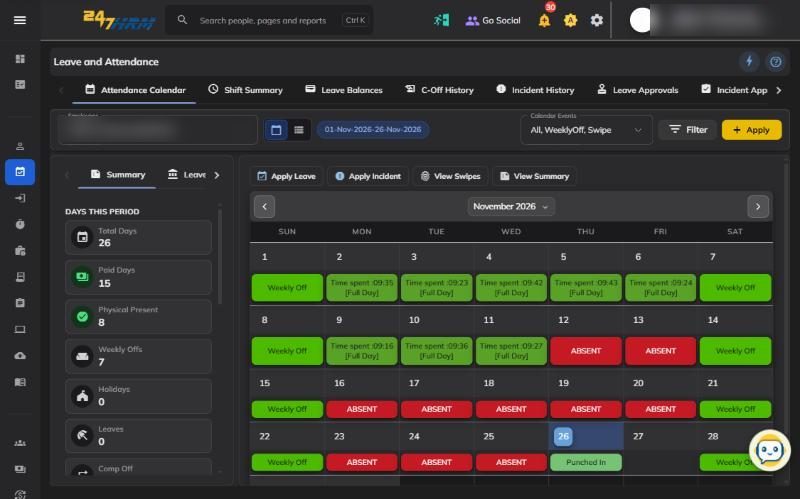 247HRM
Search people, pages and reports
Ctrl K
Go Social
30
Leave and Attendance
Attendance Calendar
Shift Summary
Leave Balances
C-Off History
Incident History
Leave Approvals
Incident App
01-Nov-2026-26-Nov-2026
Calendar Events
All, WeeklyOff, Swipe
Filter
+ Apply
Summary
Leave
DAYS THIS PERIOD
Total Days
26
Paid Days
15
Physical Present
8
Weekly Offs
7
Holidays
0
Leaves
0
Comp Off
Apply Leave
Apply Incident
View Swipes
View Summary
November 2026
SUN MON TUE WED THU FRI SAT
1 2 3 4 5 6 7
Weekly Off
Time spent :09:35
[Full Day]
Time spent :09:23
[Full Day]
Time spent :09:42
[Full Day]
Time spent :09:43
[Full Day]
Time spent :09:24
[Full Day]
Weekly Off
8 9 10 11 12 13 14
Weekly Off
Time spent :09:16
[Full Day]
Time spent :09:36
[Full Day]
Time spent :09:27
[Full Day]
ABSENT
ABSENT
Weekly Off
15 16 17 18 19 20 21
Weekly Off
ABSENT
ABSENT
ABSENT
ABSENT
ABSENT
Weekly Off
22 23 24 25 26 27 28
Weekly Off
ABSENT
ABSENT
ABSENT
Punched In
Weekly Off